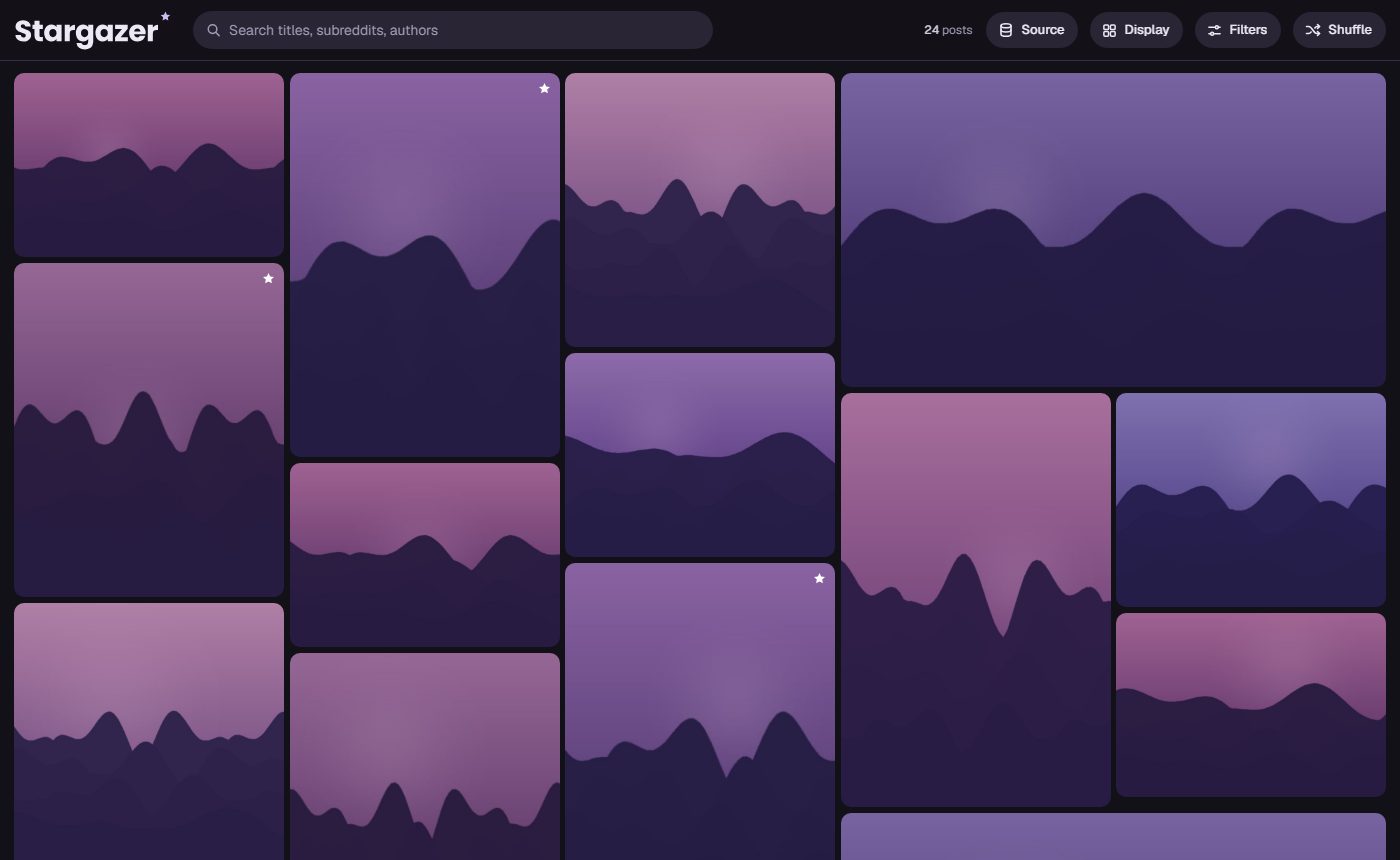 Stargazer
Search titles, subreddits, authors
24 posts
Source
Display
Filters
Shuffle